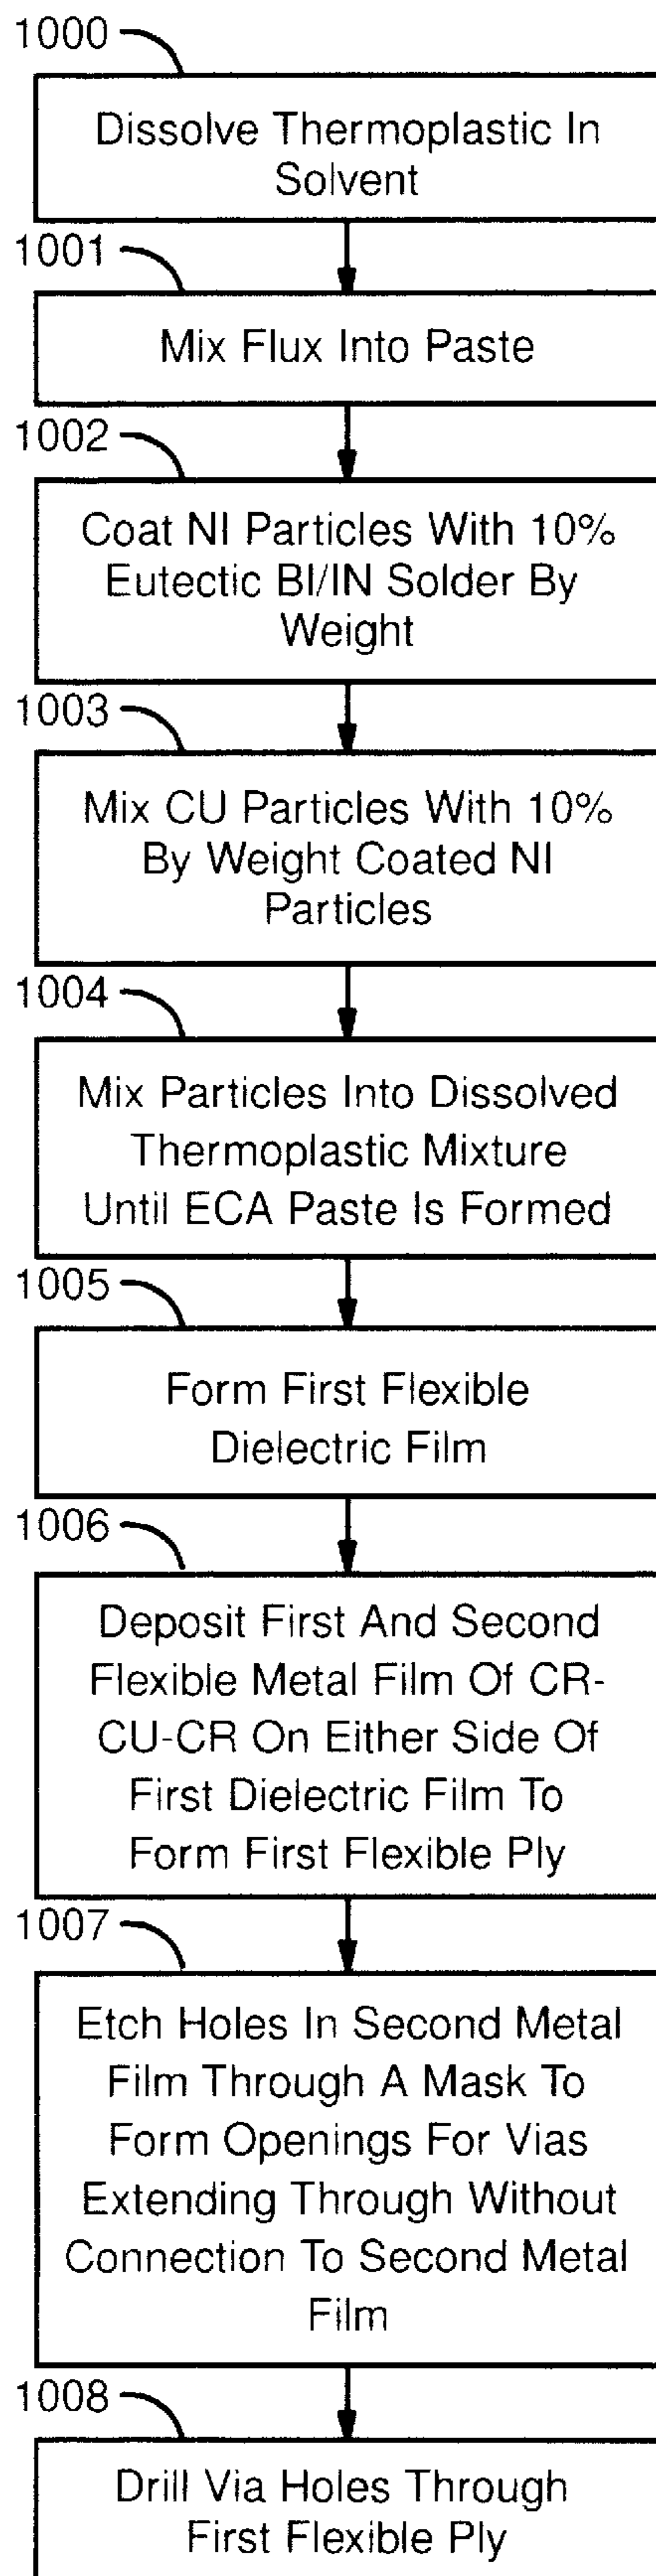 1000
Dissolve Thermoplastic In
Solvent
1001
Mix Flux Into Paste
1002
Coat NI Particles With 10%
Eutectic BI/IN Solder By
Weight
1003
Mix CU Particles With 10%
By Weight Coated NI
Particles
1004
Mix Particles Into Dissolved
Thermoplastic Mixture
Until ECA Paste Is Formed
1005
Form First Flexible
Dielectric Film
1006
Deposit First And Second
Flexible Metal Film Of CR-
CU-CR On Either Side Of
First Dielectric Film To
Form First Flexible Ply
1007
Etch Holes In Second Metal
Film Through A Mask To
Form Openings For Vias
Extending Through Without
Connection To Second Metal
Film
1008
Drill Via Holes Through
First Flexible Ply